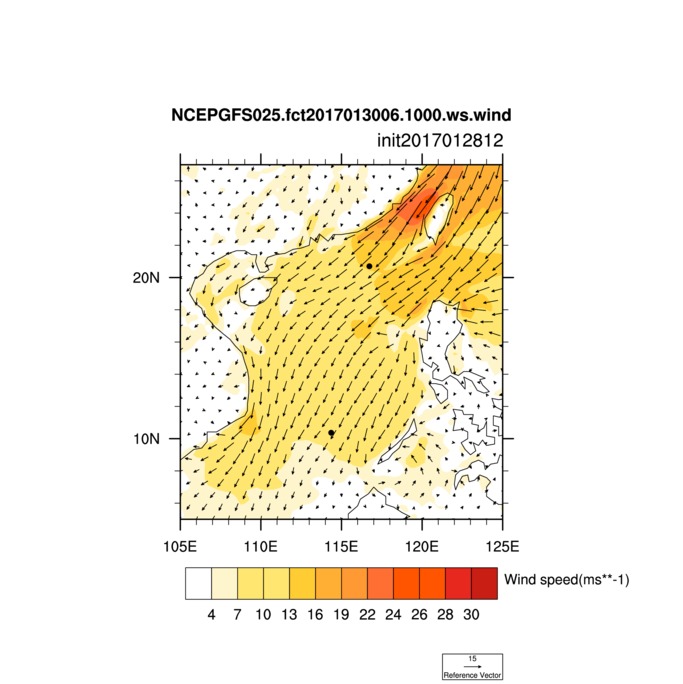 NCEPGFS025.fct2017013006.1000.ws.wind
init2017012812
20N
10N
105E 110E 115E 120E 125E
Wind speed(ms**-1)
4 7 10 13 16 19 22 24 26 28 30
15
Reference Vector